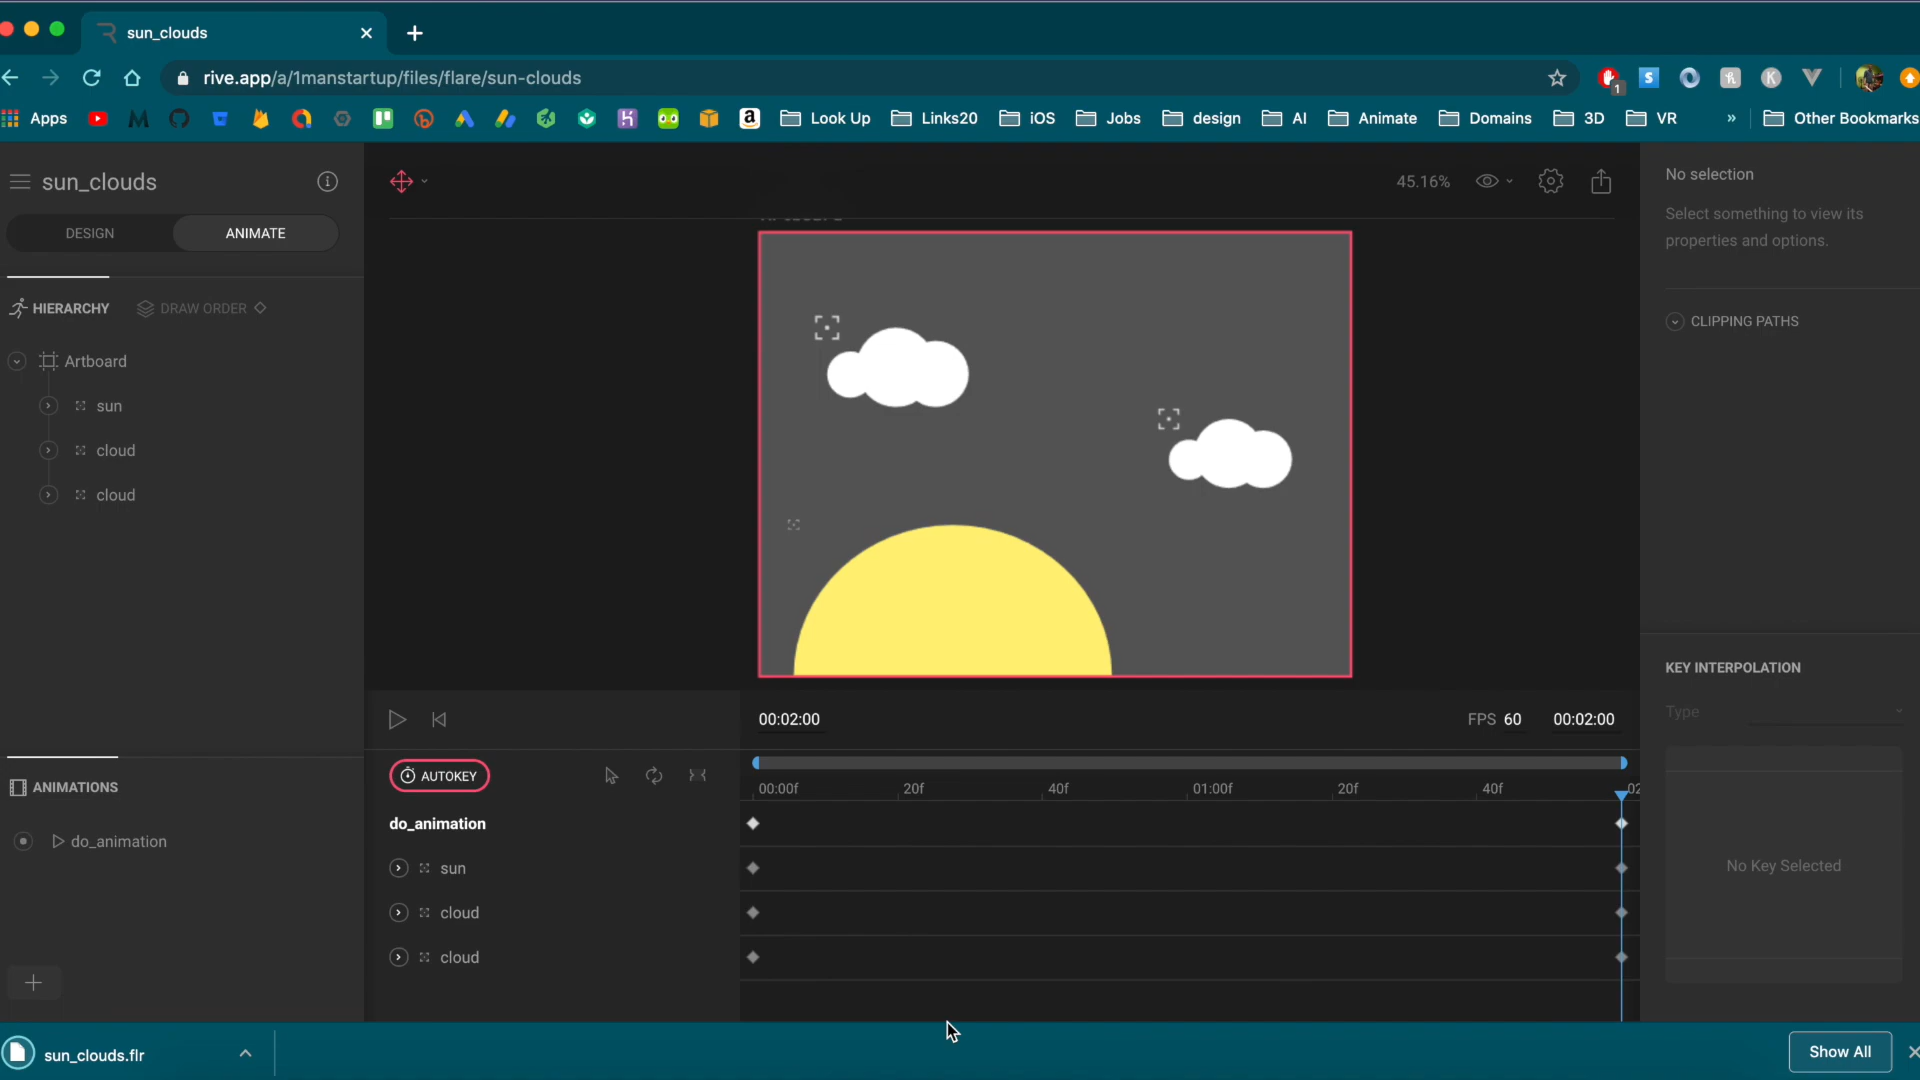 sun_clouds
rive.app/a/1manstartup/files/flare/sun-clouds
1
Apps
Look Up
Links20
iOS
Jobs
design
AI
Animate
Domains
3D
VR
»
Other Bookmarks
sun_clouds
DESIGN
ANIMATE
HIERARCHY
DRAW ORDER
Artboard
sun
cloud
cloud
45.16%
No selection
Select something to view its
properties and options.
CLIPPING PATHS
KEY INTERPOLATION
Type
No Key Selected
00:02:00
FPS 60
00:02:00
AUTOKEY
00:00f
20f
40f
01:00f
20f
40f
02
do_animation
sun
cloud
cloud
ANIMATIONS
do_animation
sun_clouds.flr
Show All